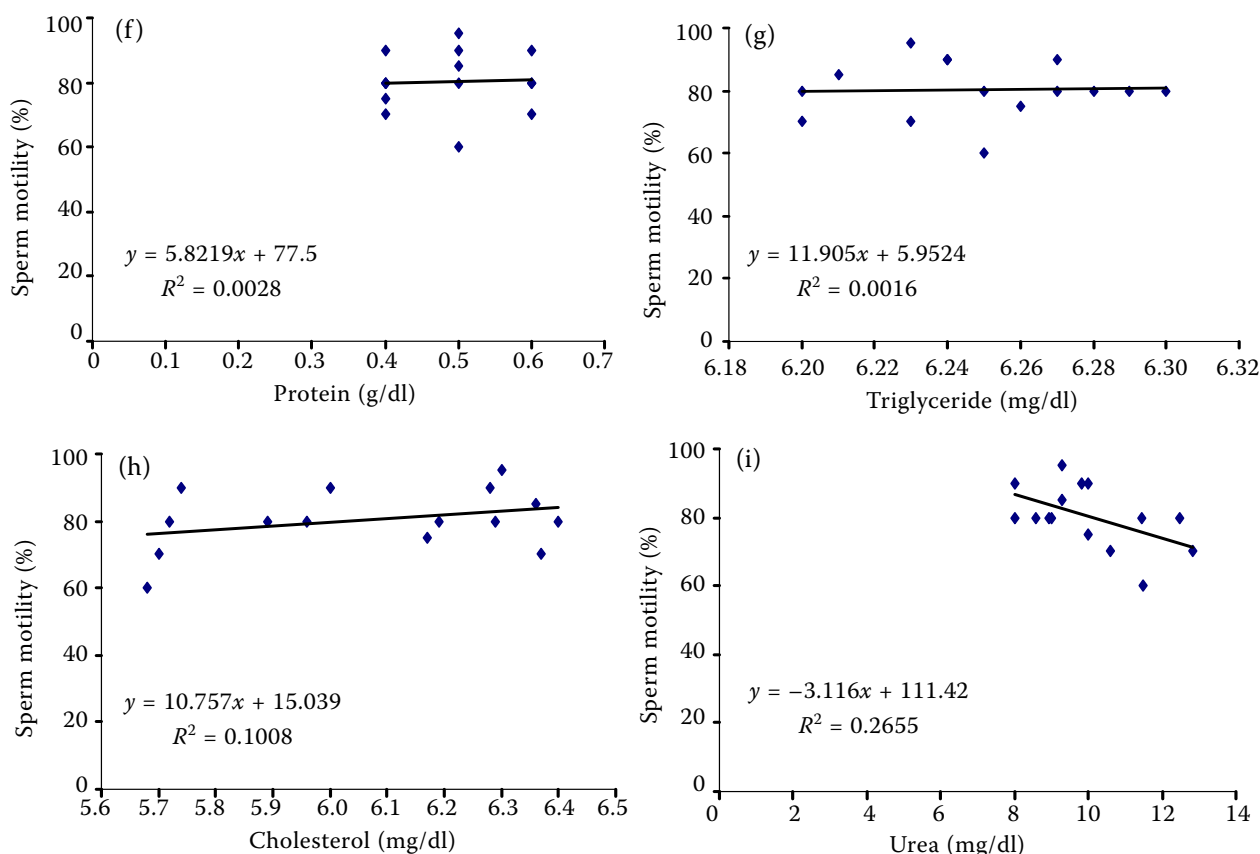 (f)
Sperm motility (%)
100
80
60
40
20
0
y = 5.8219x + 77.5
R² = 0.0028
0 0.1 0.2 0.3 0.4 0.5 0.6 0.7
Protein (g/dl)
(g)
Sperm motility (%)
100
80
60
40
20
0
y = 11.905x + 5.9524
R² = 0.0016
6.18 6.20 6.22 6.24 6.26 6.28 6.30 6.32
Triglyceride (mg/dl)
(h)
Sperm motility (%)
100
80
60
40
20
0
y = 10.757x + 15.039
R² = 0.1008
5.6 5.7 5.8 5.9 6.0 6.1 6.2 6.3 6.4 6.5
Cholesterol (mg/dl)
(i)
Sperm motility (%)
100
80
60
40
20
0
y = −3.116x + 111.42
R² = 0.2655
0 2 4 6 8 10 12 14
Urea (mg/dl)